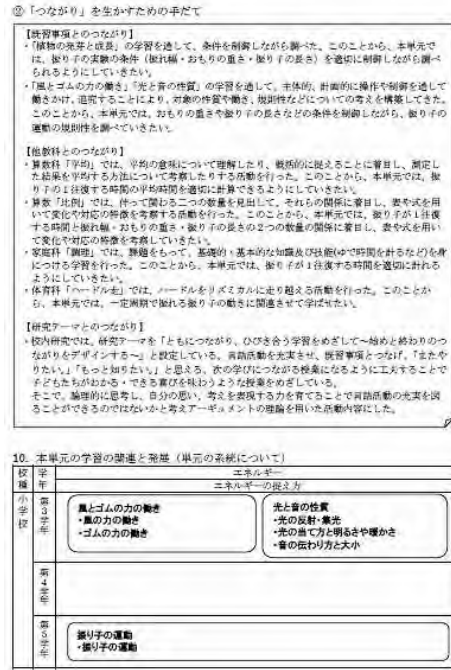 ②「つながり」を生かすための手だて
【既習事項とのつながり】
・「植物の発芽と成長」の学習を通して、条件を制御しながら調べた。このことから、本単元で
は、振り子の実験の条件（振れ幅・おもりの重さ・振り子の長さ）を適切に制御しながら調べ
られるようにしていきたい。
・「風とゴムの力の働き」「光と音の性質」の学習を通して、主体的、計画的に操作や制御を通して
働きかけ、追究することにより、対象の性質や働き、規則性などについての考えを構築してきた。
このことから、本単元では、おもりの重さや振り子の長さなどの条件を制御しながら、振り子の
運動の規則性を調べていきたい。
【他教科とのつながり】
・算数科「平均」では、平均の意味について理解したり、概括的に捉えることに着目し、測定し
た結果を平均する方法について考察したりする活動を行った。このことから、本単元では、振
り子の１往復する時間の平均時間を適切に計算できるようにしていきたい。
・算数「比例」では、伴って関わる二つの数量を見出して、それらの関係に着目し、表や式を用
いて変化や対応の特徴を考察する活動を行った。このことから、本単元では、振り子が１往復
する時間と振れ幅・おもりの重さ・振り子の長さの２つの数量の関係に着目し、表や式を用い
て変化や対応の特徴を考察していきたい。
・家庭科「調理」では、課題をもって、基礎的・基本的な知識及び技能(ゆで時間を計るなど)を身
につける学習を行った。このことから、本単元では、振り子が１往復する時間を適切に計れる
ようにしていきたい。
・体育科「ハードル走」では、ハードルをリズミカルに走り越える活動を行った。このことか
ら、本単元では、一定周期で振れる振り子の動きに関連させて学ばせたい。
【研究テーマとのつながり】
・校内研究では、研究テーマを「ともにつながり、ひびき合う学習をめざして～始めと終わりのつ
ながりをデザインする～」と設定している。言語活動を充実させ、既習事項とつなげ、「またや
りたい。」「もっと知りたい。」と思える、次の学びにつながる授業になるように工夫することで
子どもたちがわかる・できる喜びを味わうような授業をめざしている。
そこで、論理的に思考し、自分の思い、考えを表現する力を育てることで言語活動の充実を図
ることができるのではないかと考えアーギュメントの理論を用いた活動内容にした。
10. 本単元の学習の関連と発展（単元の系統について）
校種
学年
エネルギー
エネルギーの捉え方
小学校
第３学年
風とゴムの力の働き
・風の力の働き
・ゴムの力の働き
光と音の性質
・光の反射・集光
・光の当て方と明るさや暖かさ
・音の伝わり方と大小
第４学年
第５学年
振り子の運動
・振り子の運動